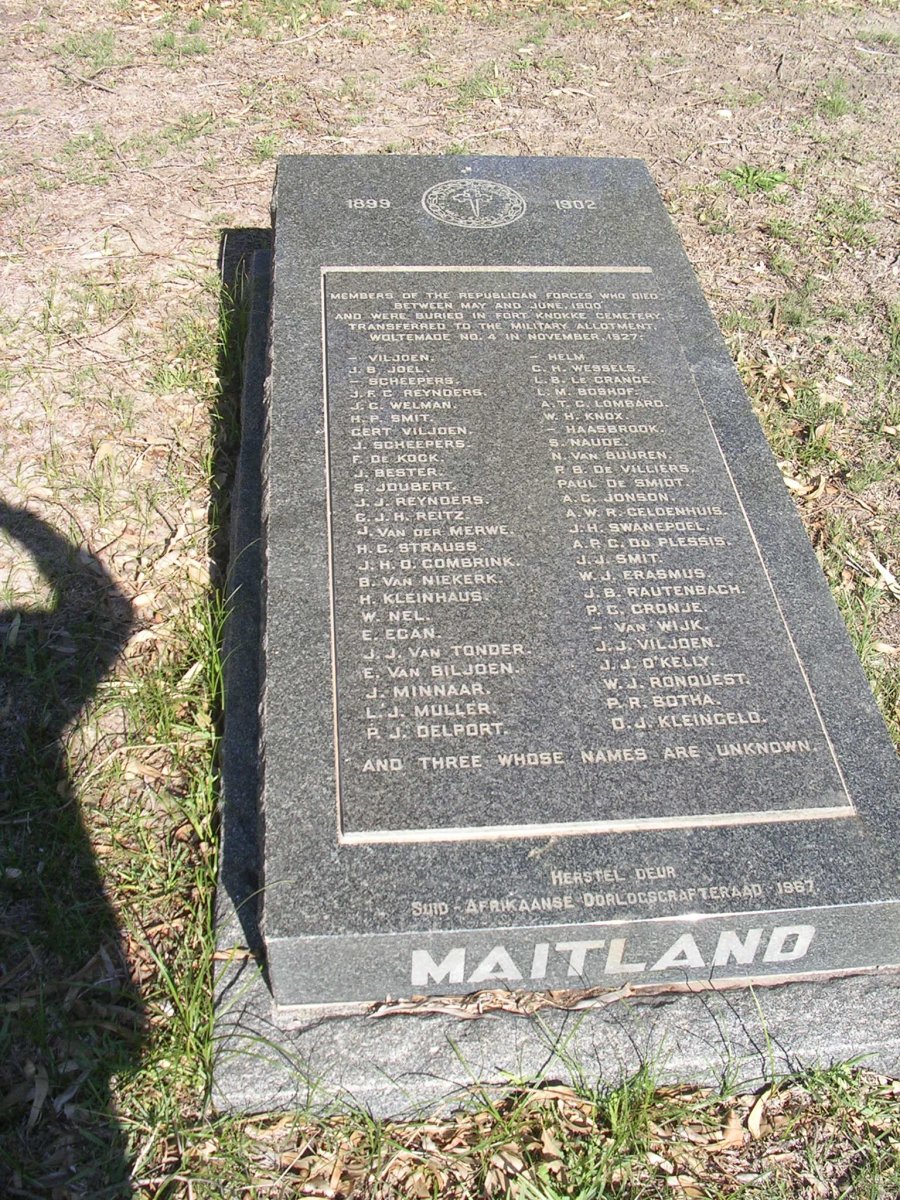 1899 1902
MEMBERS OF THE REPUBLICAN FORCES WHO DIED
BETWEEN MAY AND JUNE, 1900
AND WERE BURIED IN FORT KNOKKE CEMETERY,
TRANSFERRED TO THE MILITARY ALLOTMENT,
WOLTEMADE NO. 4 IN NOVEMBER, 1927:
– VILJOEN.
J. B. JOEL.
– SCHEEPERS.
J. F. C. REYNDERS.
J. C. WELMAN.
H. P. SMIT.
GERT VILJOEN.
J. SCHEEPERS.
F. DE KOCK.
J. BESTER.
S. JOUBERT.
J. J. REYNDERS.
C. J. H. REITZ.
J. VAN DER MERWE.
H. C. STRAUSS.
J. H. O. COMBRINK.
B. VAN NIEKERK.
H. KLEINHAUS.
W. NEL.
E. EGAN.
J. J. VAN TONDER.
E. VAN BILJOEN.
J. MINNAAR.
L. J. MULLER.
P. J. DELPORT.
– HELM.
C. H. WESSELS.
L. B. LE GRANGE.
L. M. BOSHOF.
A. T. C. LOMBARD.
W. H. KNOX.
– HAASBROOK.
S. NAUDE.
N. VAN BUUREN.
P. B. DE VILLIERS.
PAUL DE SMIDT.
A. C. JONSON.
A. W. R. GELDENHUIS.
J. H. SWANEPOEL.
A. P. C. DU PLESSIS.
J. J. SMIT.
W. J. ERASMUS.
J. B. RAUTENBACH.
P. C. CRONJE.
– VAN WIJK.
J. J. VILJOEN.
J. J. O'KELLY.
W. J. RONQUEST.
P. R. BOTHA.
O. J. KLEINGELD.
AND THREE WHOSE NAMES ARE UNKNOWN.
HERSTEL DEUR
SUID-AFRIKAANSE OORLOGSGRAFTERAAD 1967
MAITLAND